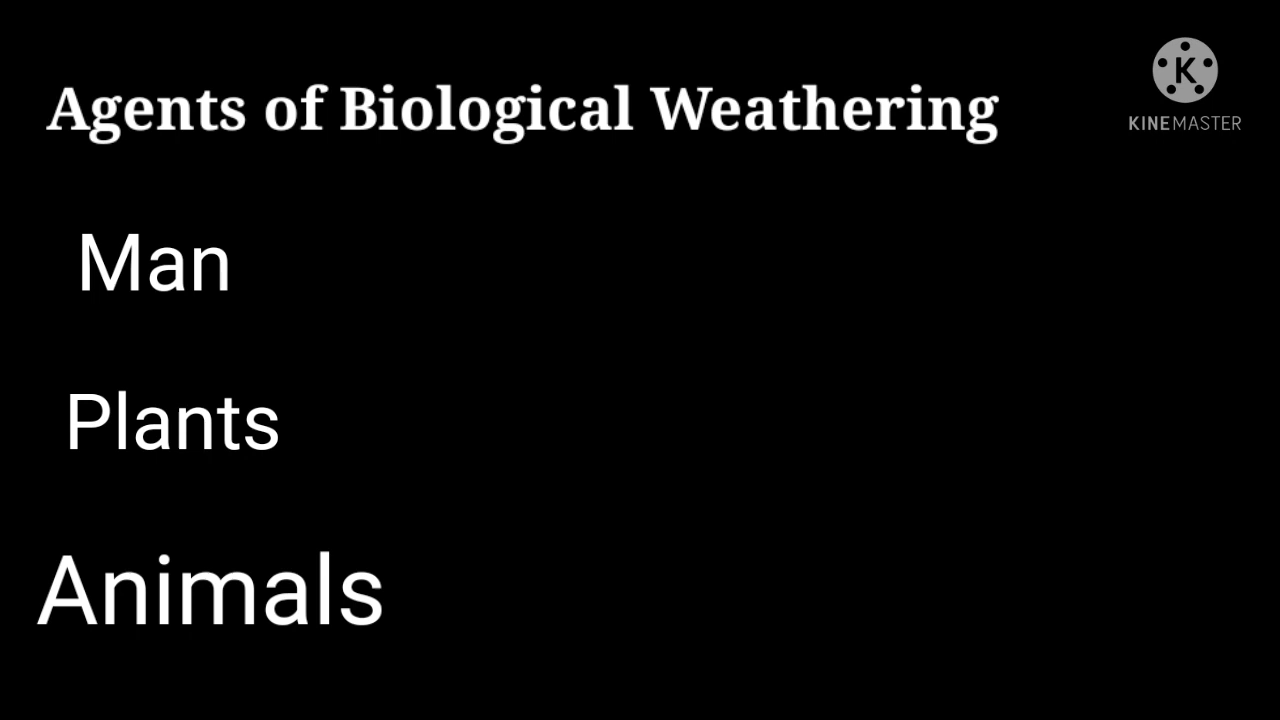 Agents of Biological Weathering
K
KINEMASTER
Man
Plants
Animals